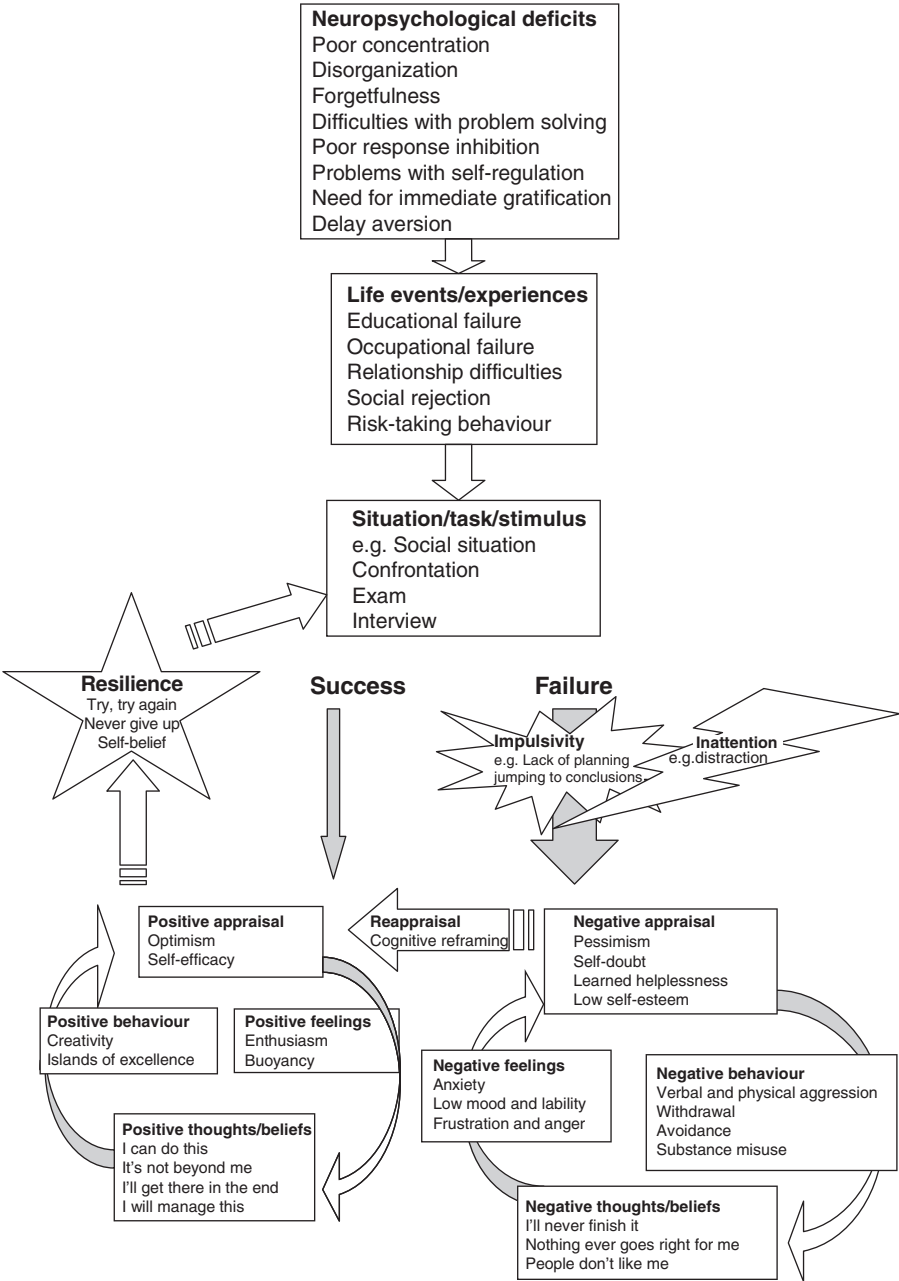 Neuropsychological deficits
Poor concentration
Disorganization
Forgetfulness
Difficulties with problem solving
Poor response inhibition
Problems with self-regulation
Need for immediate gratification
Delay aversion
Life events/experiences
Educational failure
Occupational failure
Relationship difficulties
Social rejection
Risk-taking behaviour
Situation/task/stimulus
e.g. Social situation
Confrontation
Exam
Interview
Resilience
Try, try again
Never give up
Self-belief
Success
Failure
Impulsivity
e.g. Lack of planning
jumping to conclusions
Inattention
e.g.distraction
Positive appraisal
Optimism
Self-efficacy
Reappraisal
Cognitive reframing
Negative appraisal
Pessimism
Self-doubt
Learned helplessness
Low self-esteem
Positive behaviour
Creativity
Islands of excellence
Positive feelings
Enthusiasm
Buoyancy
Negative feelings
Anxiety
Low mood and lability
Frustration and anger
Negative behaviour
Verbal and physical aggression
Withdrawal
Avoidance
Substance misuse
Positive thoughts/beliefs
I can do this
It's not beyond me
I'll get there in the end
I will manage this
Negative thoughts/beliefs
I'll never finish it
Nothing ever goes right for me
People don't like me